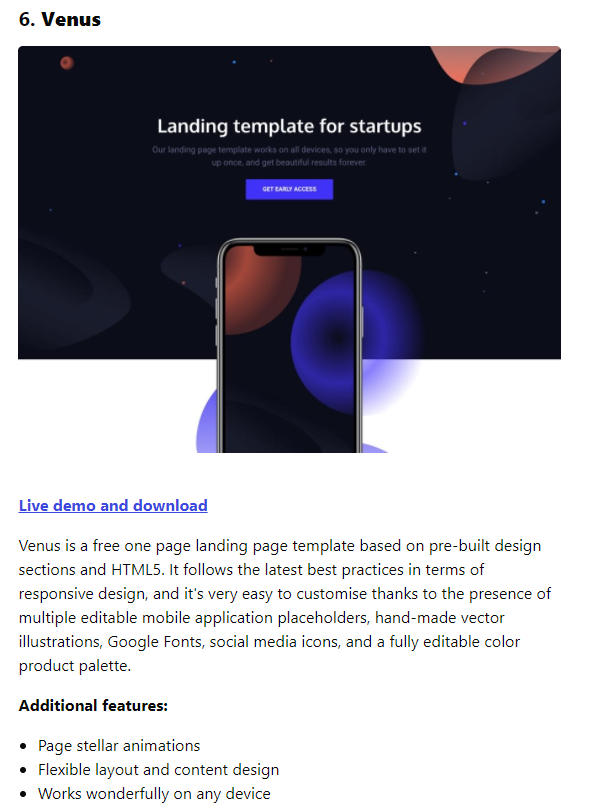 6. Venus
Landing template for startups
Our landing page template works on all devices, so you only have to set it
up once, and get beautiful results forever.
GET EARLY ACCESS
Live demo and download
Venus is a free one page landing page template based on pre-built design
sections and HTML5. It follows the latest best practices in terms of
responsive design, and it's very easy to customise thanks to the presence of
multiple editable mobile application placeholders, hand-made vector
illustrations, Google Fonts, social media icons, and a fully editable color
product palette.
Additional features:
• Page stellar animations
• Flexible layout and content design
• Works wonderfully on any device